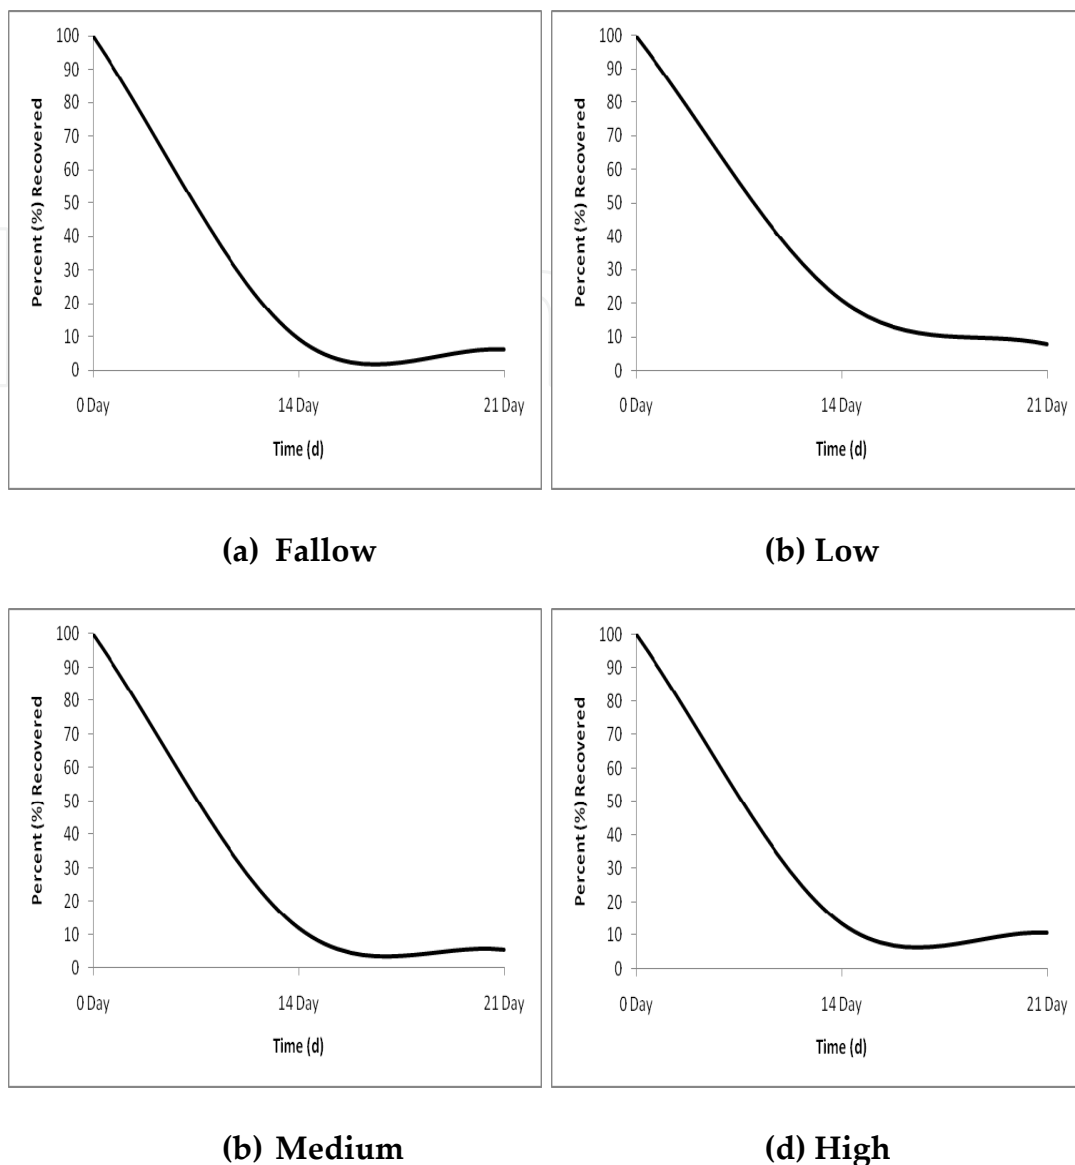 Percent (%) Recovered
100
90
80
70
60
50
40
30
20
10
0
0 Day 14 Day 21 Day
Time (d)
(a) Fallow
Percent (%) Recovered
100
90
80
70
60
50
40
30
20
10
0
0 Day 14 Day 21 Day
Time (d)
(b) Low
Percent (%) Recovered
100
90
80
70
60
50
40
30
20
10
0
0 Day 14 Day 21 Day
Time (d)
(b) Medium
Percent (%) Recovered
100
90
80
70
60
50
40
30
20
10
0
0 Day 14 Day 21 Day
Time (d)
(d) High